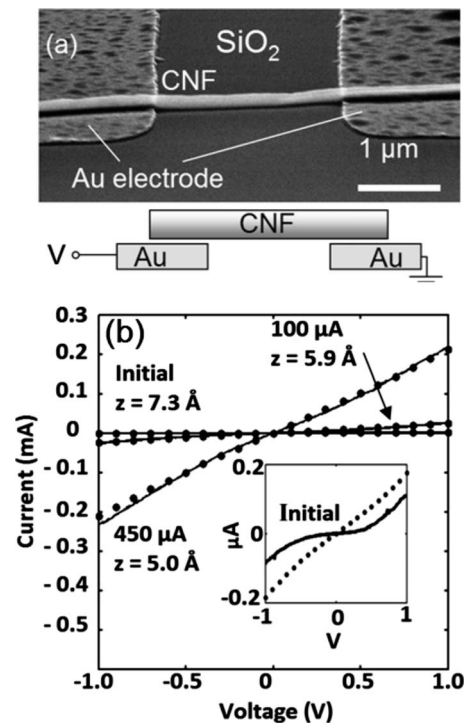 (a)
SiO2
CNF
Au electrode
1 μm
CNF
V
Au
Au
(b)
100 μA
z = 5.9 Å
Initial
z = 7.3 Å
450 μA
z = 5.0 Å
Initial
0.3
0.2
0.1
0
- 0.1
- 0.2
- 0.3
- 0.4
- 0.5
Current (mA)
0.2
0
-0.2
μA
-1
0
1
V
-1.0
-0.5
0.0
0.5
1.0
Voltage (V)